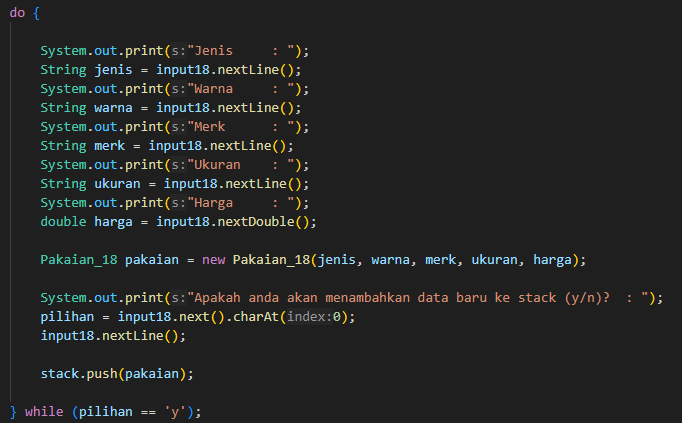 do {
System.out.print(s:"Jenis     : ");
String jenis = input18.nextLine();
System.out.print(s:"Warna     : ");
String warna = input18.nextLine();
System.out.print(s:"Merk      : ");
String merk = input18.nextLine();
System.out.print(s:"Ukuran    : ");
String ukuran = input18.nextLine();
System.out.print(s:"Harga     : ");
double harga = input18.nextDouble();
Pakaian_18 pakaian = new Pakaian_18(jenis, warna, merk, ukuran, harga);
System.out.print(s:"Apakah anda akan menambahkan data baru ke stack (y/n)?  : ");
pilihan = input18.next().charAt(index:0);
input18.nextLine();
stack.push(pakaian);
} while (pilihan == 'y');